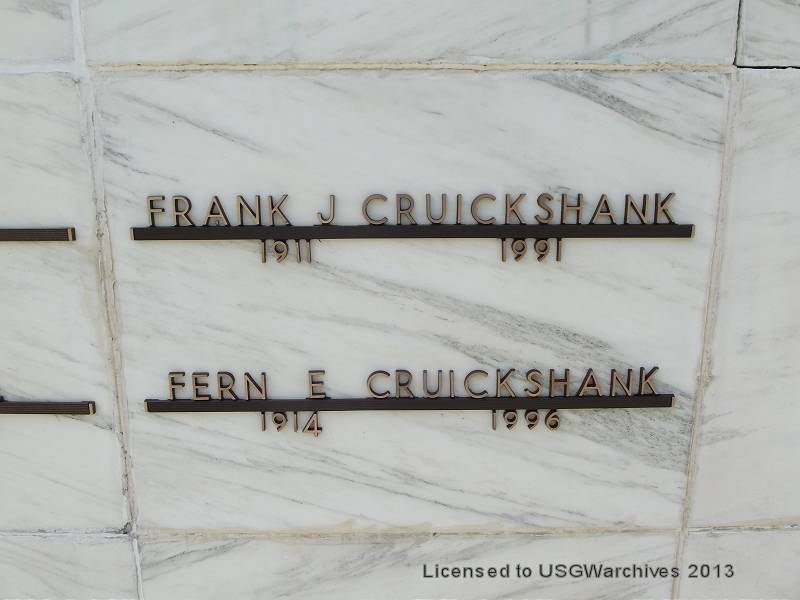 FRANK J CRUICKSHANK
1911 1991
FERN E CRUICKSHANK
1914 1996
Licensed to USGWarchives 2013